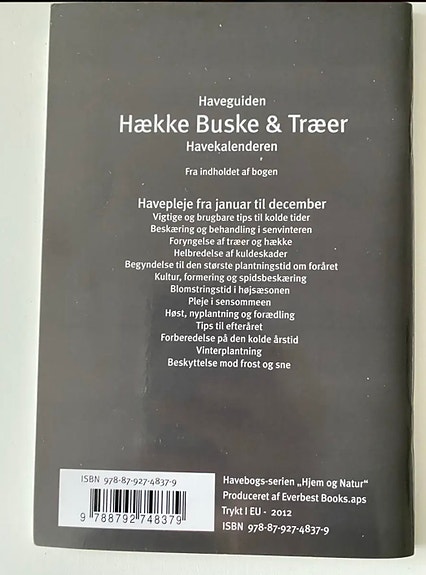 Haveguiden
Hække Buske & Træer
Havekalenderen
Fra indholdet af bogen
Havepleje fra januar til december
Vigtige og brugbare tips til kolde tider
Beskæring og behandling i senvinteren
Foryngelse af træer og hække
Helbredelse af kuldeskader
Begyndelse til den største plantningstid om foråret
Kultur, formering og spidsbeskæring
Blomstringstid i højsæsonen
Pleje i sensommeen
Høst, nyplantning og forædling
Tips til efteråret
Forberedelse på den kolde årstid
Vinterplantning
Beskyttelse mod frost og sne
ISBN 978-87-927-4837-9
9 788792 748379
Havebogs-serien „Hjem og Natur“
Produceret af Everbest Books.aps
Trykt I EU - 2012
ISBN 978-87-927-4837-9